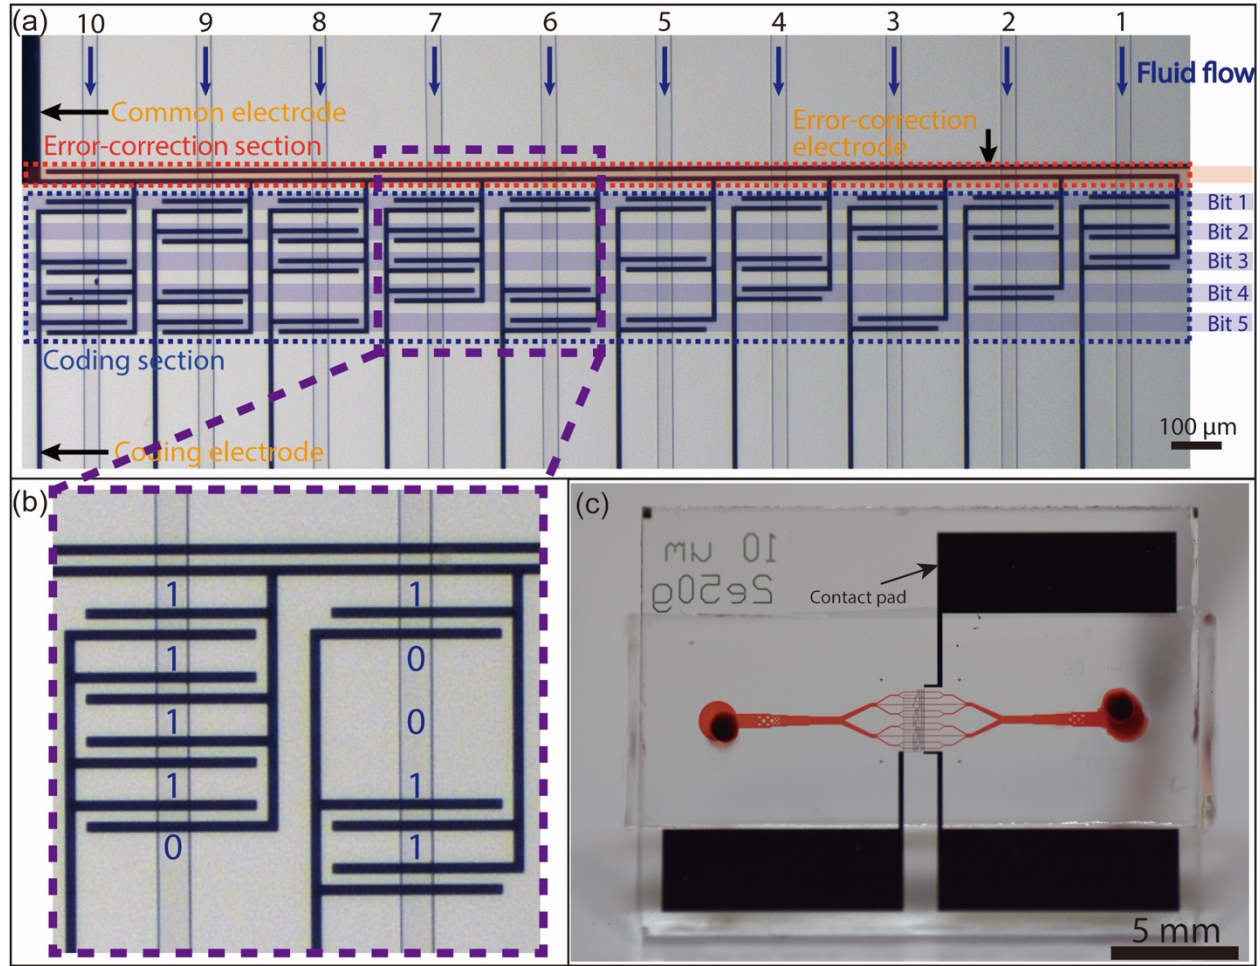 (a)
10 9 8 7 6 5 4 3 2 1
Fluid flow
Common electrode
Error-correction section
Error-correction
electrode
Bit 1
Bit 2
Bit 3
Bit 4
Bit 5
Coding section
Coding electrode
100 μm
(b)
1 1
1 0
1 0
1 1
0 1
(c)
10 um
2e50g
Contact pad
5 mm